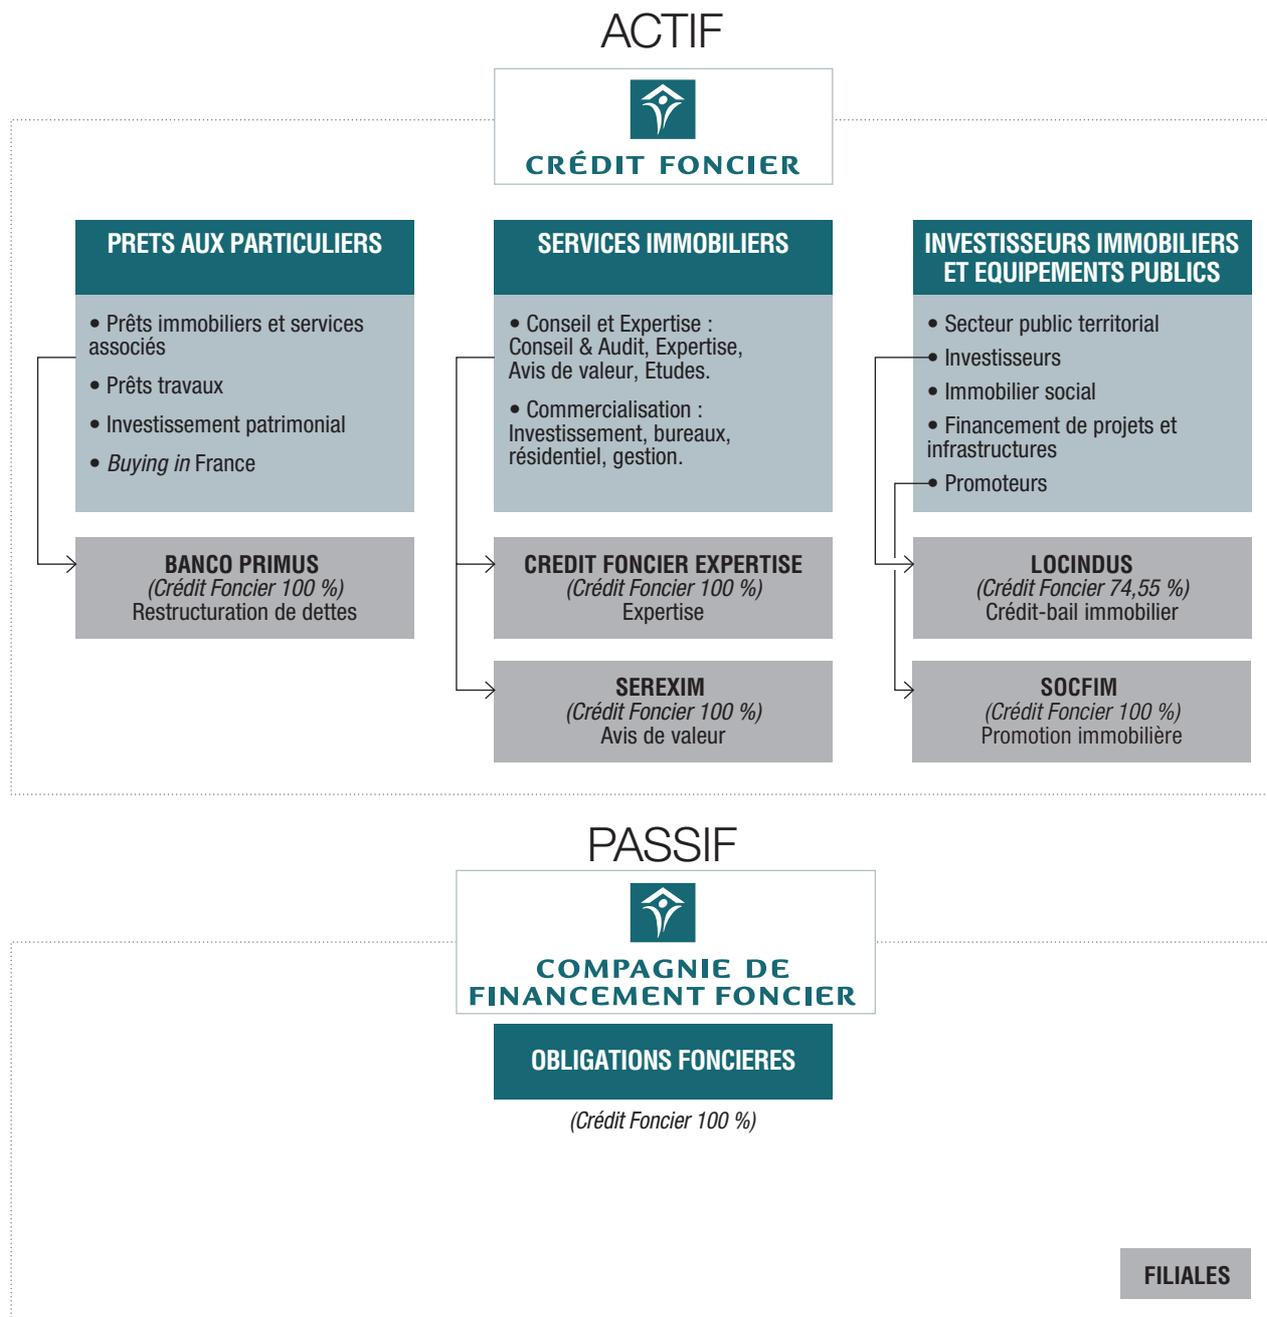 ACTIF
CRÉDIT FONCIER
PRETS AUX PARTICULIERS
• Prêts immobiliers et services
associés
• Prêts travaux
• Investissement patrimonial
• Buying in France
BANCO PRIMUS
(Crédit Foncier 100 %)
Restructuration de dettes
SERVICES IMMOBILIERS
• Conseil et Expertise :
Conseil & Audit, Expertise,
Avis de valeur, Etudes.
• Commercialisation :
Investissement, bureaux,
résidentiel, gestion.
CREDIT FONCIER EXPERTISE
(Crédit Foncier 100 %)
Expertise
SEREXIM
(Crédit Foncier 100 %)
Avis de valeur
INVESTISSEURS IMMOBILIERS
ET EQUIPEMENTS PUBLICS
• Secteur public territorial
• Investisseurs
• Immobilier social
• Financement de projets et
infrastructures
• Promoteurs
LOCINDUS
(Crédit Foncier 74,55 %)
Crédit-bail immobilier
SOCFIM
(Crédit Foncier 100 %)
Promotion immobilière
PASSIF
COMPAGNIE DE
FINANCEMENT FONCIER
OBLIGATIONS FONCIERES
(Crédit Foncier 100 %)
FILIALES